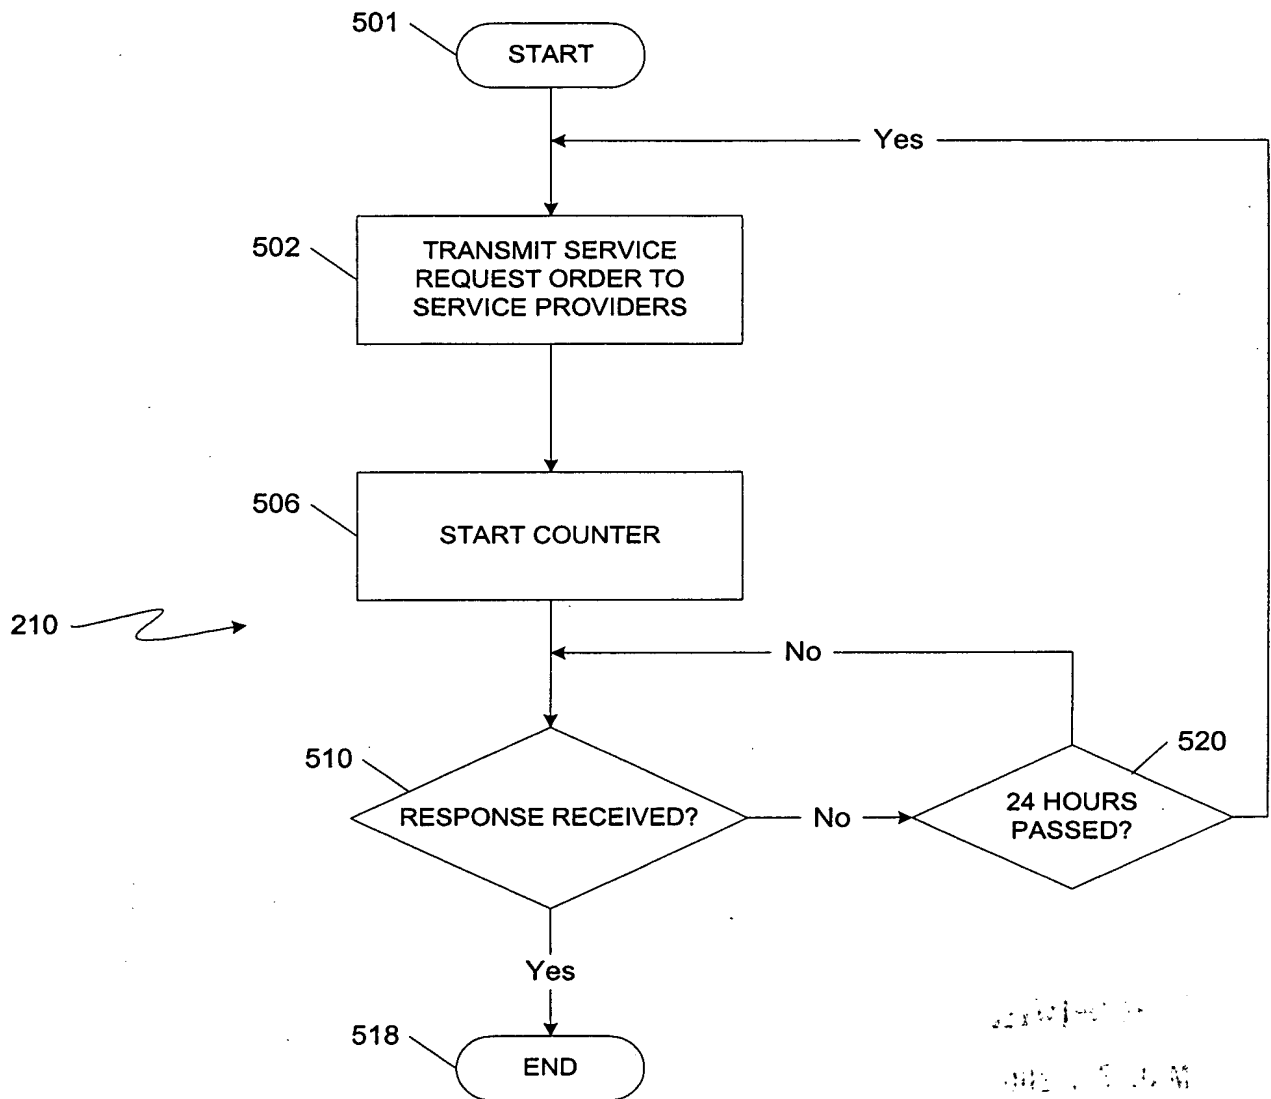 501
START
Yes
502
TRANSMIT SERVICE
REQUEST ORDER TO
SERVICE PROVIDERS
506
START COUNTER
210
No
510
RESPONSE RECEIVED?
No
520
24 HOURS
PASSED?
Yes
518
END